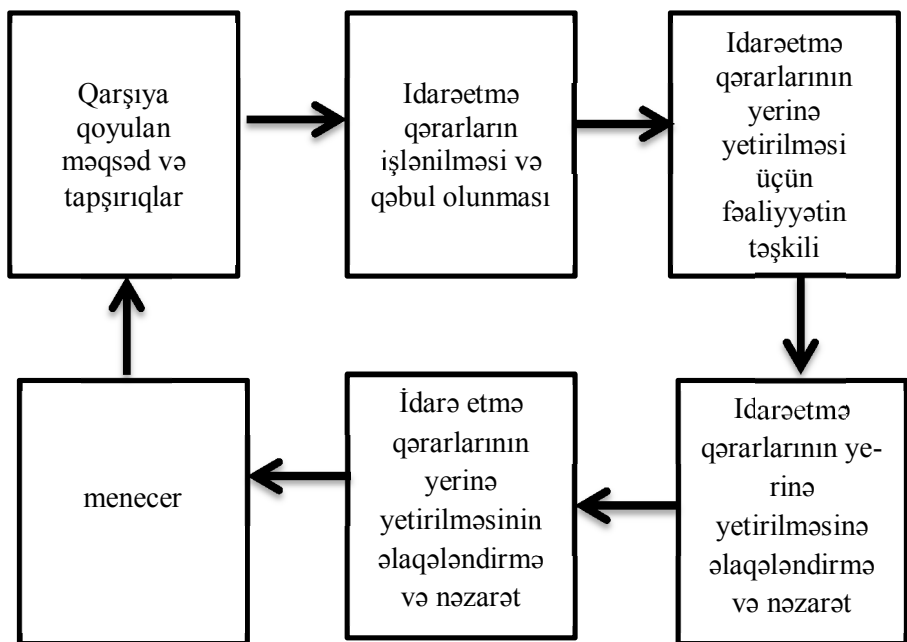 Qarşıya
qoyulan
məqsəd və
tapşırıqlar
Idarəetmə
qərarların
işlənilməsi və
qəbul olunması
Idarəetmə
qərarlarının
yerinə
yetirilməsi
üçün
fəaliyyətin
təşkili
Idarəetmə
qərarlarının ye-
rinə
yetirilməsinə
əlaqələndirmə
və nəzarət
İdarə etmə
qərarlarının
yerinə
yetirilməsinin
əlaqələndirmə
və nəzarət
menecer